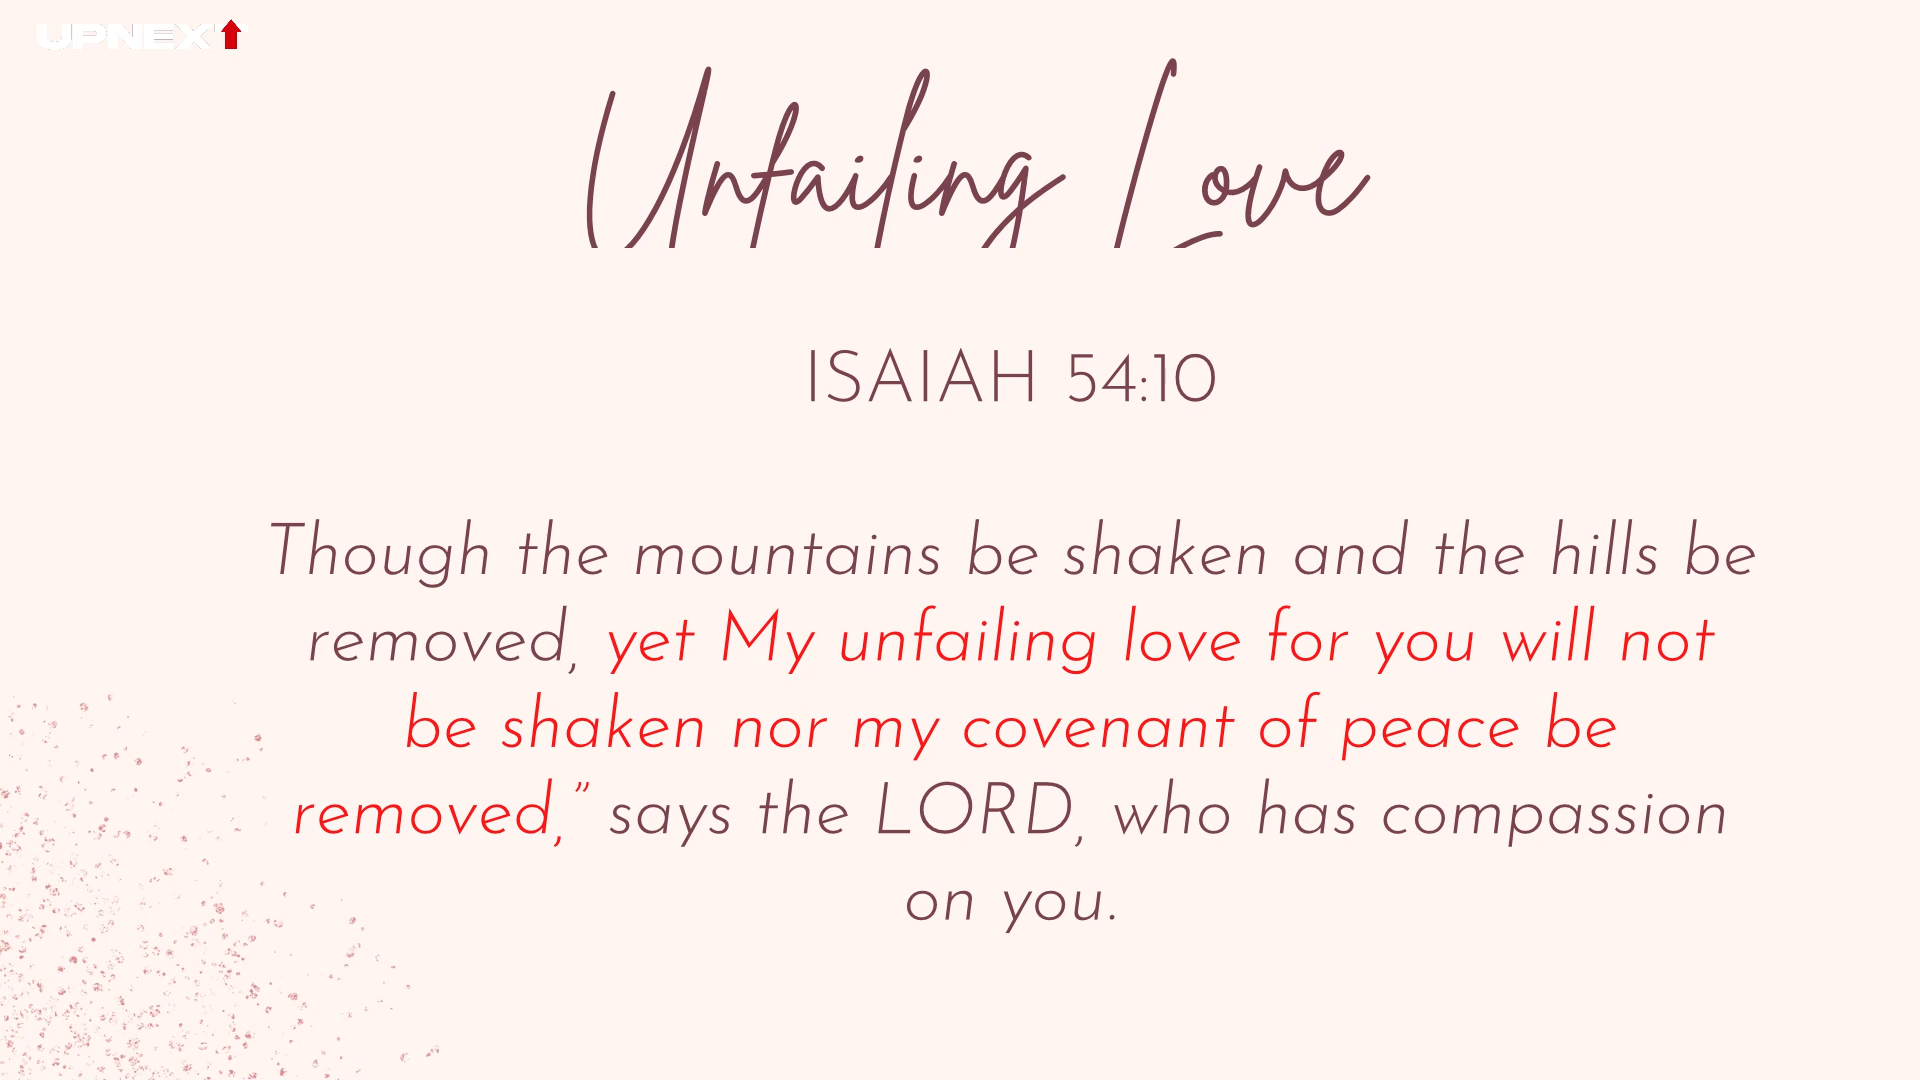 UPNEXT
Unfailing Love
ISAIAH 54:10
Though the mountains be shaken and the hills be
removed, yet My unfailing love for you will not
be shaken nor my covenant of peace be
removed,” says the LORD, who has compassion
on you.